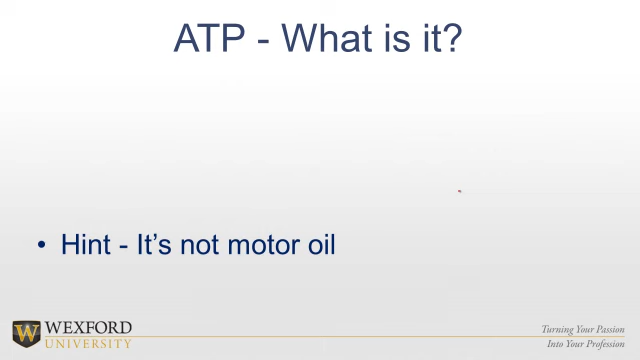 ATP - What is it?
• Hint - It's not motor oil
W WEXFORD
UNIVERSITY
Turning Your Passion
Into Your Profession